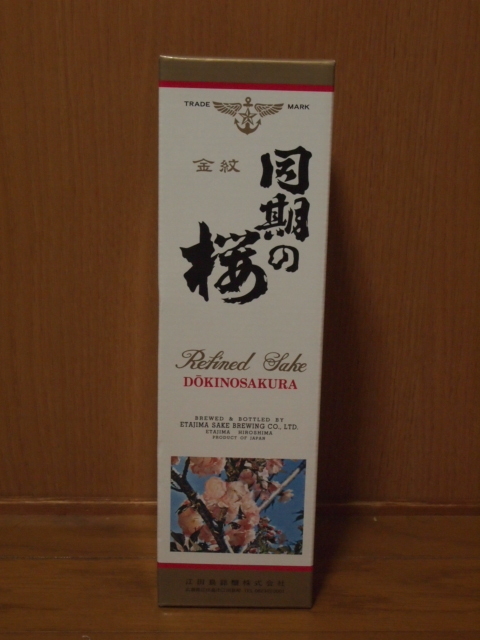 TRADE MARK
金紋
同期の
桜
Refined Sake
DŌKINOSAKURA
BREWED & BOTTLED BY
ETAJIMA SAKE BREWING CO., LTD.
ETAJIMA HIROSHIMA
PRODUCT OF JAPAN
江田島銘醸株式会社